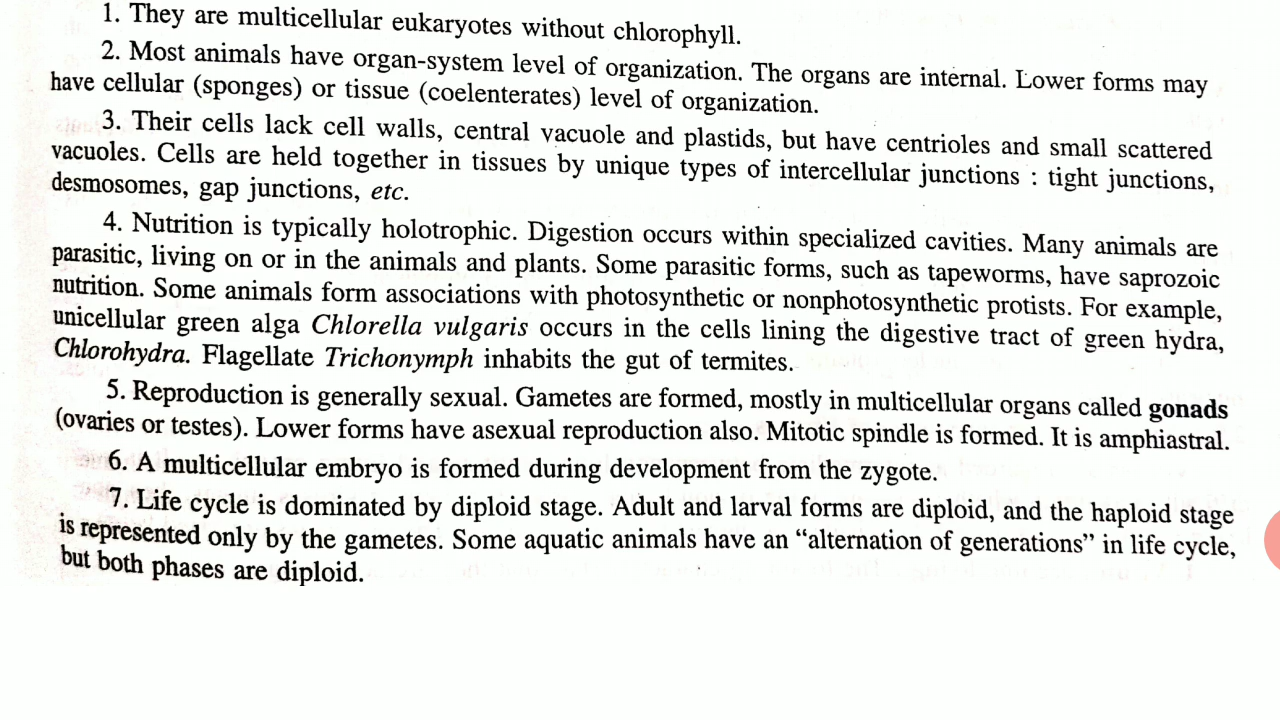 1. They are multicellular eukaryotes without chlorophyll.
2. Most animals have organ-system level of organization. The organs are internal. Lower forms may
have cellular (sponges) or tissue (coelenterates) level of organization.
3. Their cells lack cell walls, central vacuole and plastids, but have centrioles and small scattered
vacuoles. Cells are held together in tissues by unique types of intercellular junctions : tight junctions,
desmosomes, gap junctions, etc.
4. Nutrition is typically holotrophic. Digestion occurs within specialized cavities. Many animals are
parasitic, living on or in the animals and plants. Some parasitic forms, such as tapeworms, have saprozoic
nutrition. Some animals form associations with photosynthetic or nonphotosynthetic protists. For example,
unicellular green alga Chlorella vulgaris occurs in the cells lining the digestive tract of green hydra,
Chlorohydra. Flagellate Trichonymph inhabits the gut of termites.
5. Reproduction is generally sexual. Gametes are formed, mostly in multicellular organs called gonads
(ovaries or testes). Lower forms have asexual reproduction also. Mitotic spindle is formed. It is amphiastral.
6. A multicellular embryo is formed during development from the zygote.
7. Life cycle is dominated by diploid stage. Adult and larval forms are diploid, and the haploid stage
is represented only by the gametes. Some aquatic animals have an “alternation of generations” in life cycle,
but both phases are diploid.